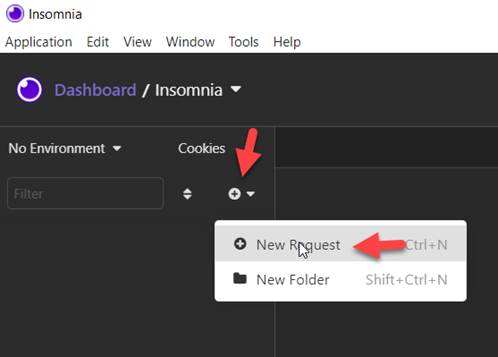 Insomnia
Application Edit View Window Tools Help
Dashboard / Insomnia
No Environment Cookies
Filter
New Request Ctrl+N
New Folder Shift+Ctrl+N